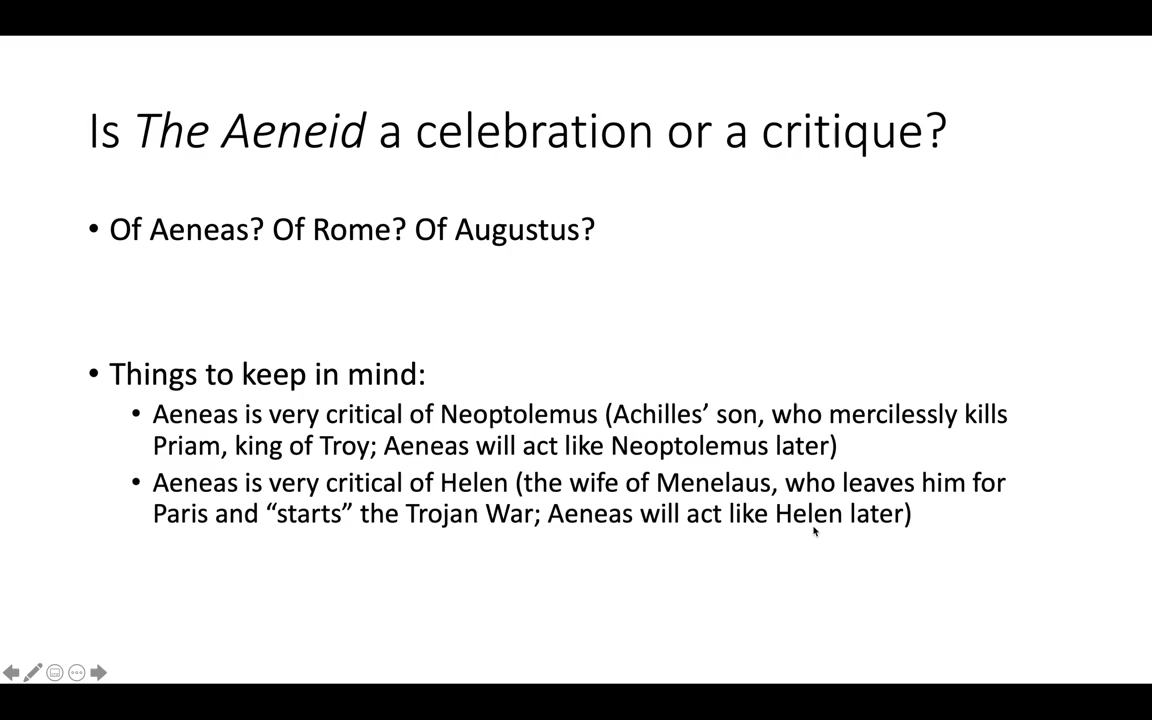 Is The Aeneid a celebration or a critique?
• Of Aeneas? Of Rome? Of Augustus?
• Things to keep in mind:
• Aeneas is very critical of Neoptolemus (Achilles’ son, who mercilessly kills
Priam, king of Troy; Aeneas will act like Neoptolemus later)
• Aeneas is very critical of Helen (the wife of Menelaus, who leaves him for
Paris and “starts” the Trojan War; Aeneas will act like Helen later)